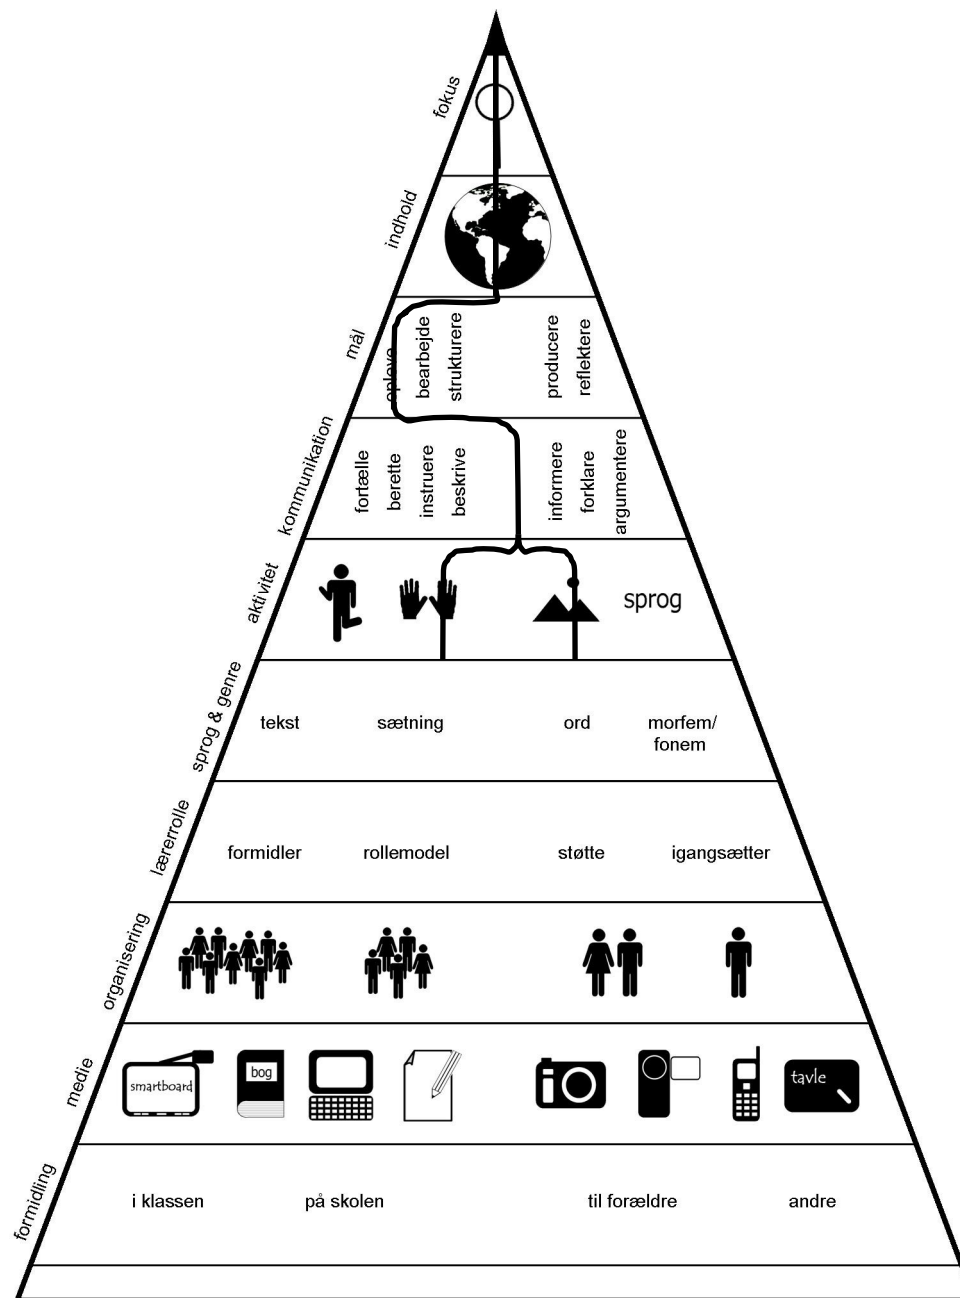 fokus
indhold
mål
opleve
bearbejde
strukturere
producere
reflektere
kommunikation
fortælle
berette
instruere
beskrive
informere
forklare
argumentere
aktivitet
sprog
sprog & genre
tekst
sætning
ord
morfem/
fonem
lærerrolle
formidler
rollemodel
støtte
igangsætter
organisering
medie
smartboard
bog
tavle
formidling
i klassen
på skolen
til forældre
andre